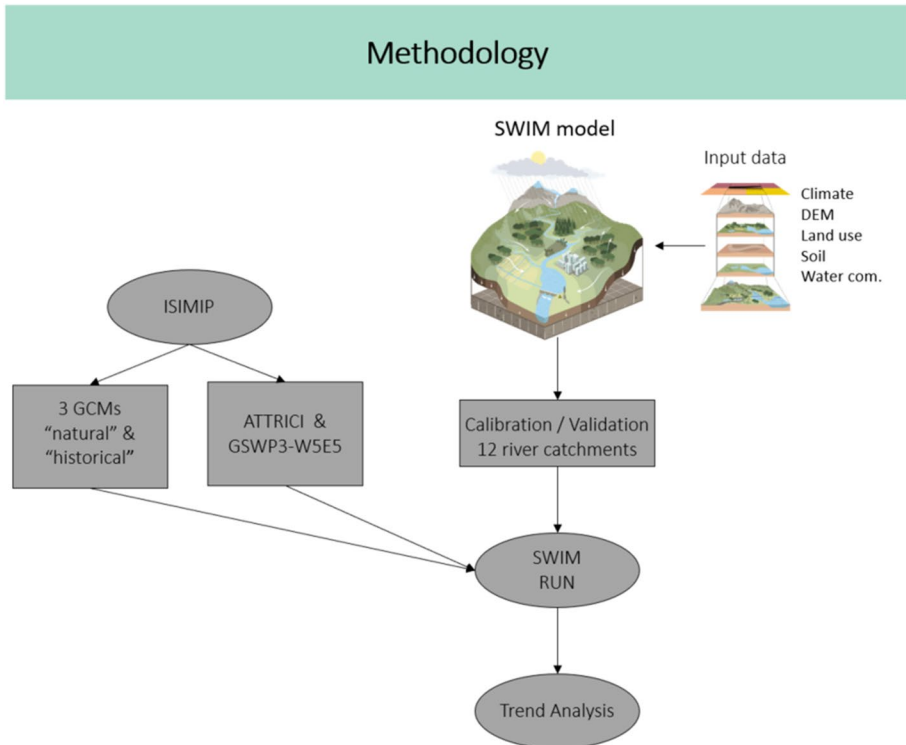 Methodology
SWIM model
Input data
Climate
DEM
Land use
Soil
Water com.
ISIMIP
3 GCMs
“natural” &
“historical”
ATTRICI &
GSWP3-W5E5
Calibration / Validation
12 river catchments
SWIM
RUN
Trend Analysis